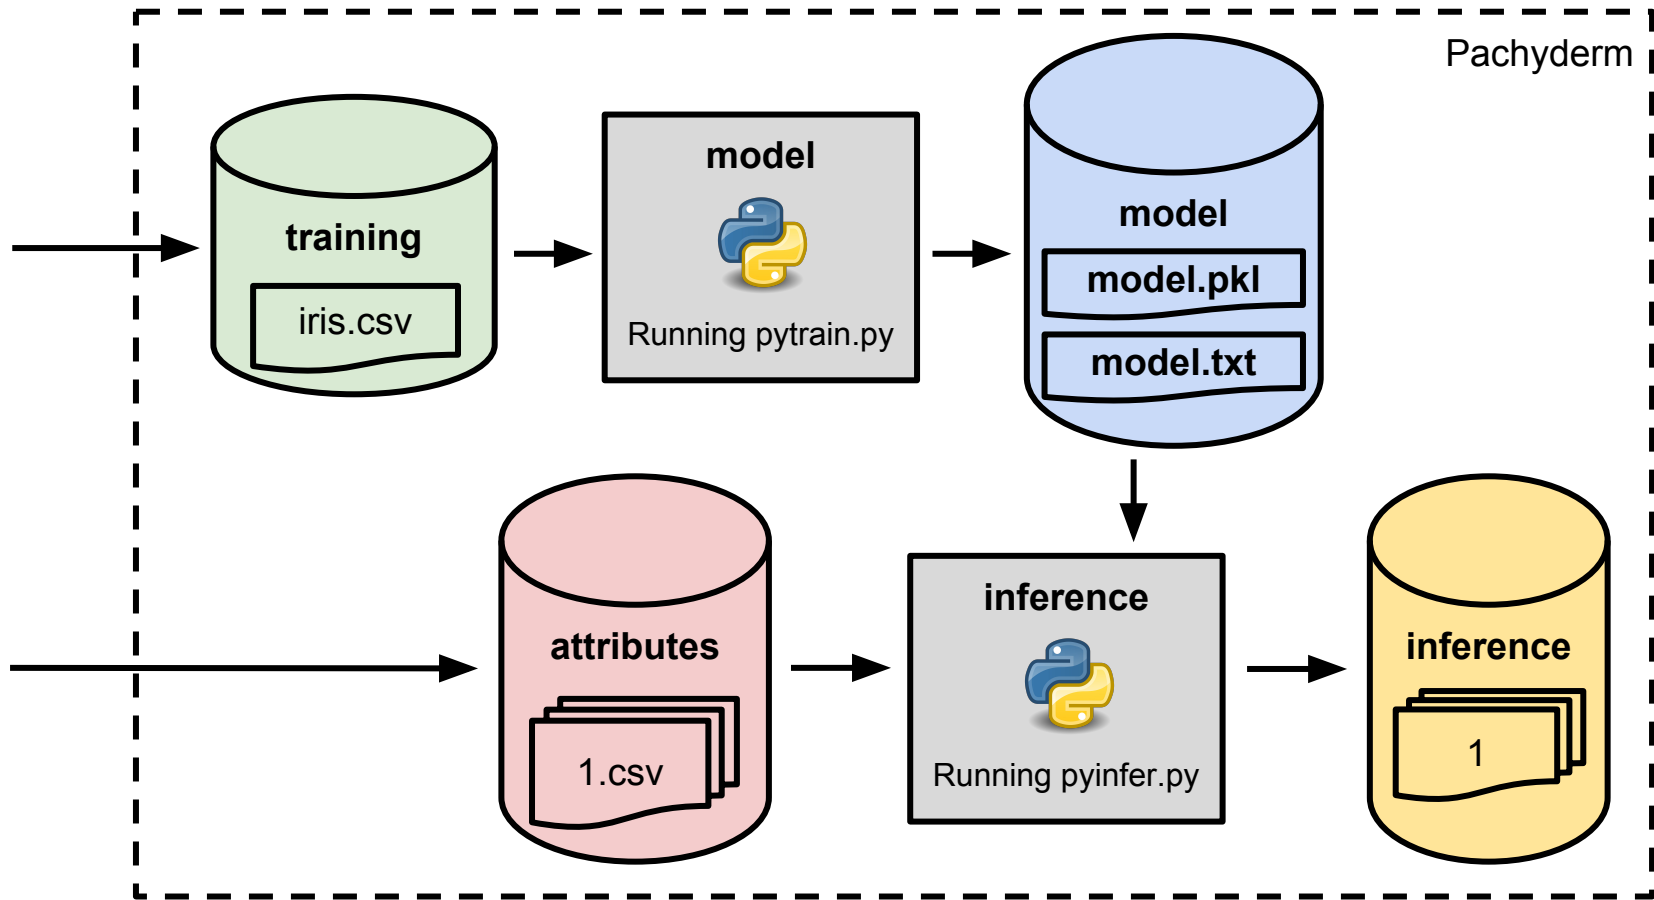 Pachyderm
training
iris.csv
model
Running pytrain.py
model
model.pkl
model.txt
attributes
1.csv
inference
Running pyinfer.py
inference
1